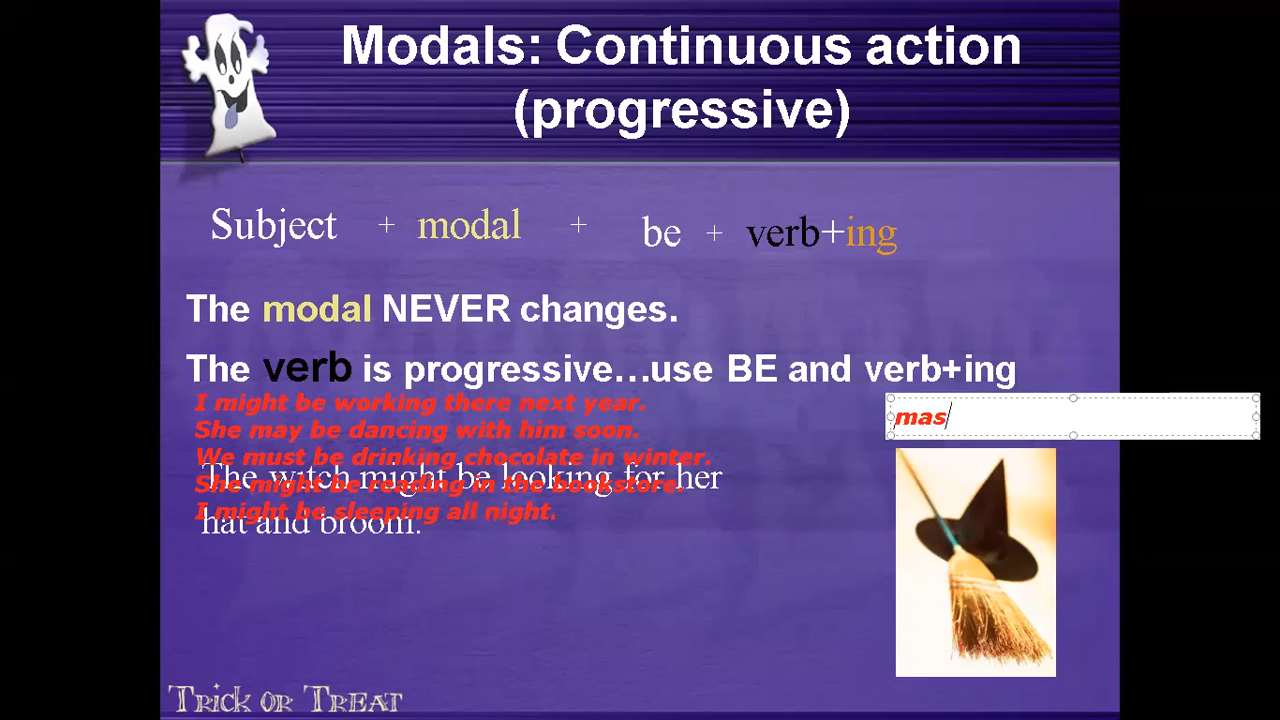 Modals: Continuous action
(progressive)
Subject + modal + be + verb+ing
The modal NEVER changes.
The verb is progressive…use BE and verb+ing
I might be working there next year.
mas
She may be dancing with him soon.
We must be drinking chocolate in winter.
The witch might be looking for her
She might be reading in the bookstore.
I might be sleeping all night.
hat and broom.
Trick or Treat